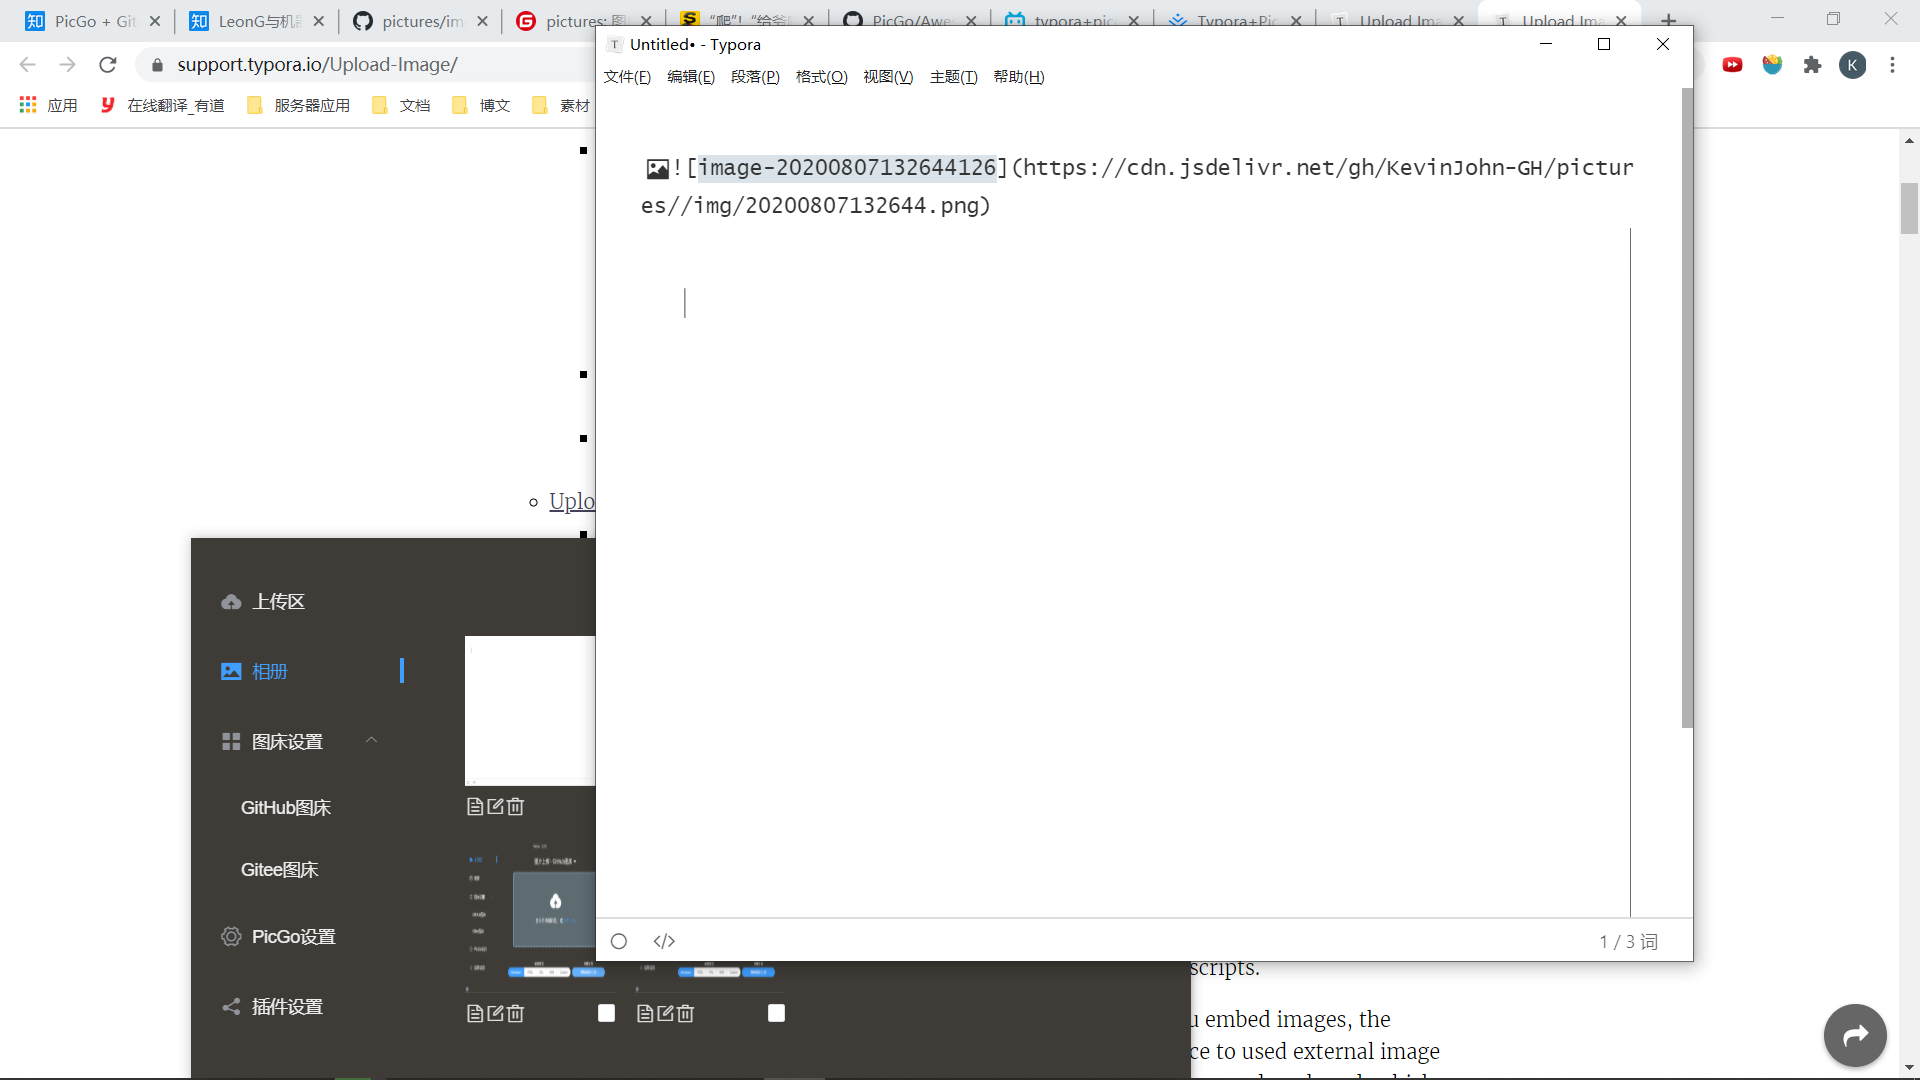 PicGo + Git
LeonG与机
pictures/im
pictures: 图
"爬"! "给爷
PicGo/Awes
typora+pic
Typora+Pic
Upload Ima
Upload Ima
support.typora.io/Upload-Image/
K
应用
在线翻译_有道
服务器应用
文档
博文
素材
Untitled• - Typora
文件(F) 编辑(E) 段落(P) 格式(O) 视图(V) 主题(T) 帮助(H)
![image-20200807132644126](https://cdn.jsdelivr.net/gh/KevinJohn-GH/pictur
es//img/20200807132644.png)
1 / 3 词
Uplo
上传区
相册
图床设置
GitHub图床
Gitee图床
PicGo设置
插件设置
scripts.
u embed images, the
ce to used external image